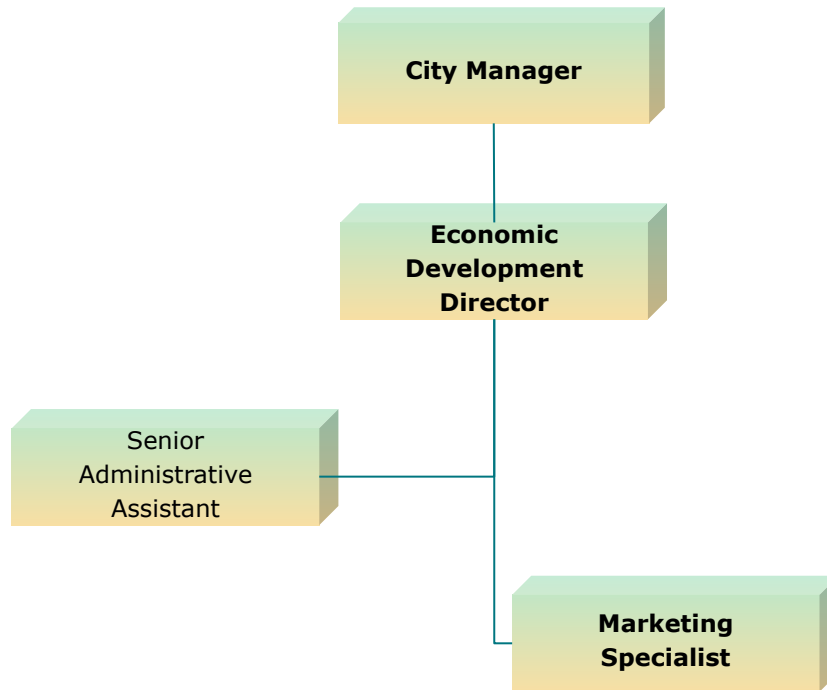 City Manager
Economic
Development
Director
Senior
Administrative
Assistant
Marketing
Specialist